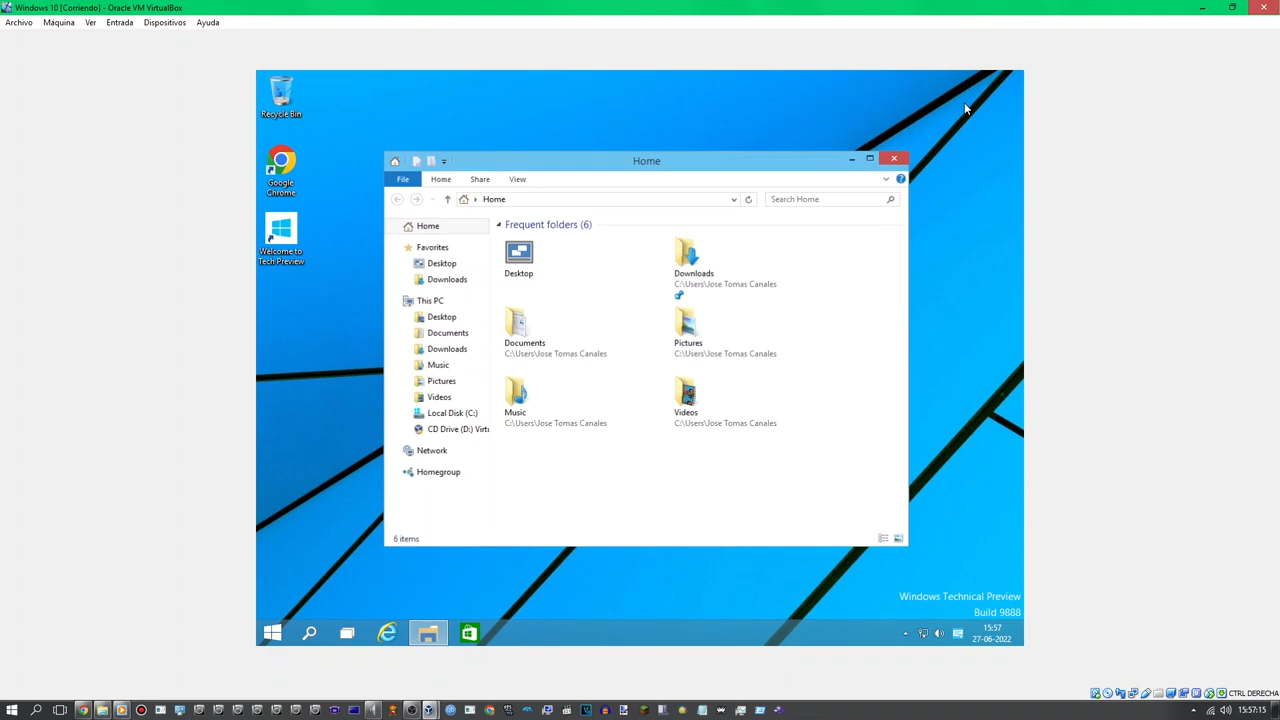 Windows 10 [Corriendo] - Oracle VM VirtualBox
Archivo Máquina Ver Entrada Dispositivos Ayuda
Recycle Bin
Google
Chrome
Welcome to
Tech Preview
Home
File Home Share View
Home
Search Home
Home
Favorites
Desktop
Downloads
This PC
Desktop
Documents
Downloads
Music
Pictures
Videos
Local Disk (C:)
CD Drive (D:) Virtu
Network
Homegroup
Frequent folders (6)
Desktop
Downloads
C:\Users\Jose Tomas Canales
Documents
C:\Users\Jose Tomas Canales
Pictures
C:\Users\Jose Tomas Canales
Music
C:\Users\Jose Tomas Canales
Videos
C:\Users\Jose Tomas Canales
6 items
Windows Technical Preview
Build 9888
15:57
27-06-2022
CTRL DERECHA
15:57:15